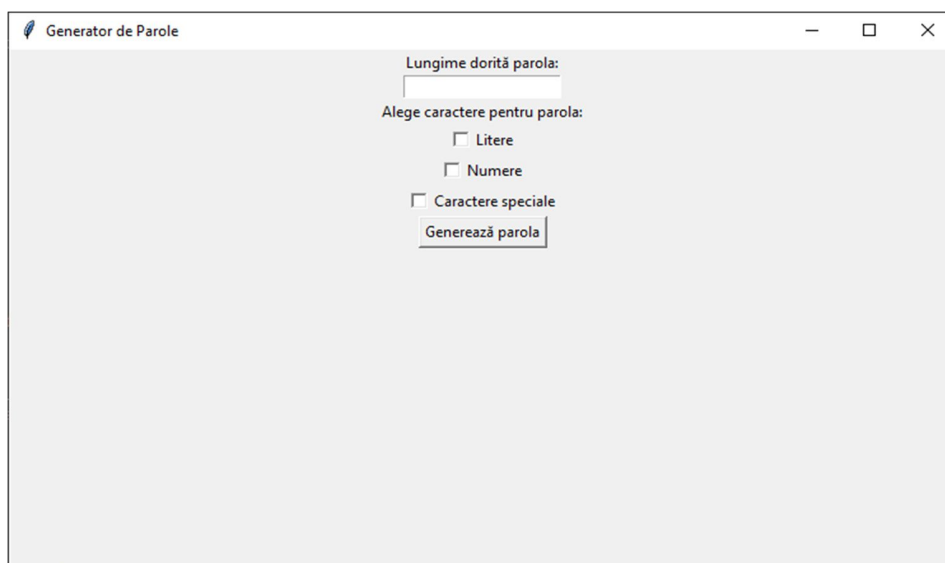 Generator de Parole
Lungime dorită parola:
Alege caractere pentru parola:
Litere
Numere
Caractere speciale
Generează parola